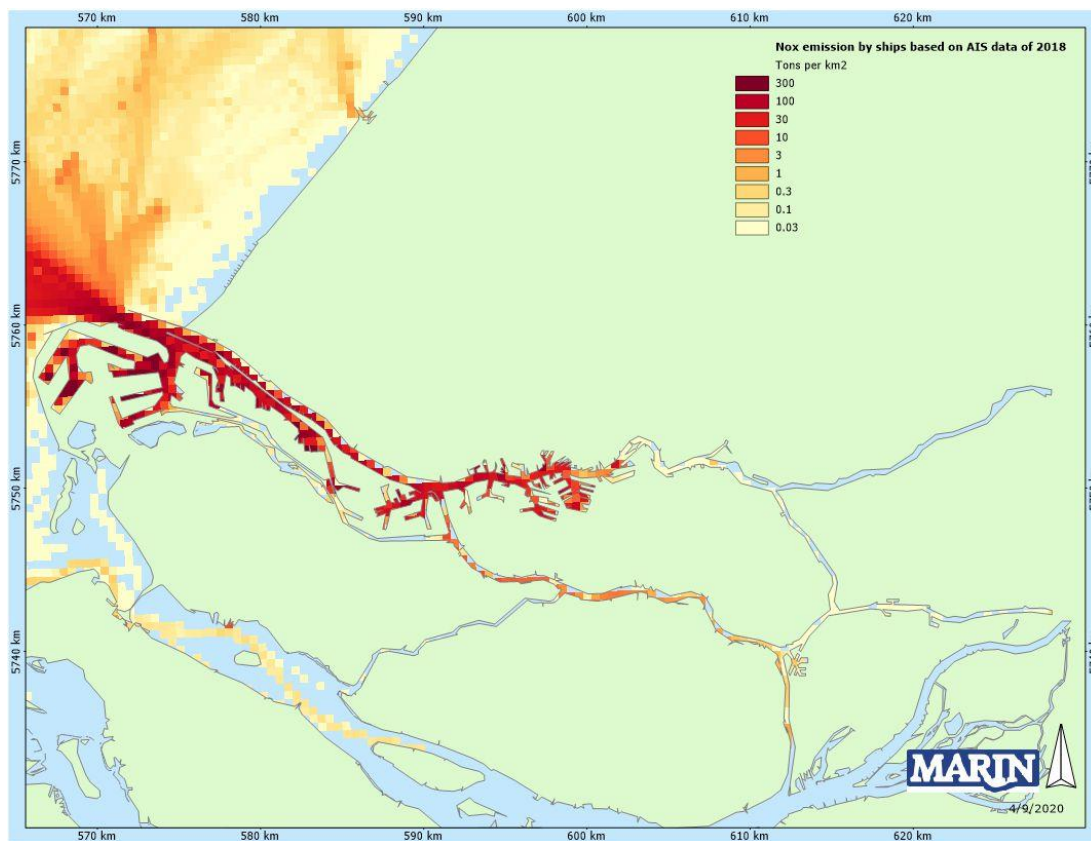 570 km 580 km 590 km 600 km 610 km 620 km
Nox emission by ships based on AIS data of 2018
Tons per km2
300
100
30
10
3
1
0.3
0.1
0.03
5770 km
5760 km
5750 km
5740 km
MARIN
4/9/2020
570 km 580 km 590 km 600 km 610 km 620 km